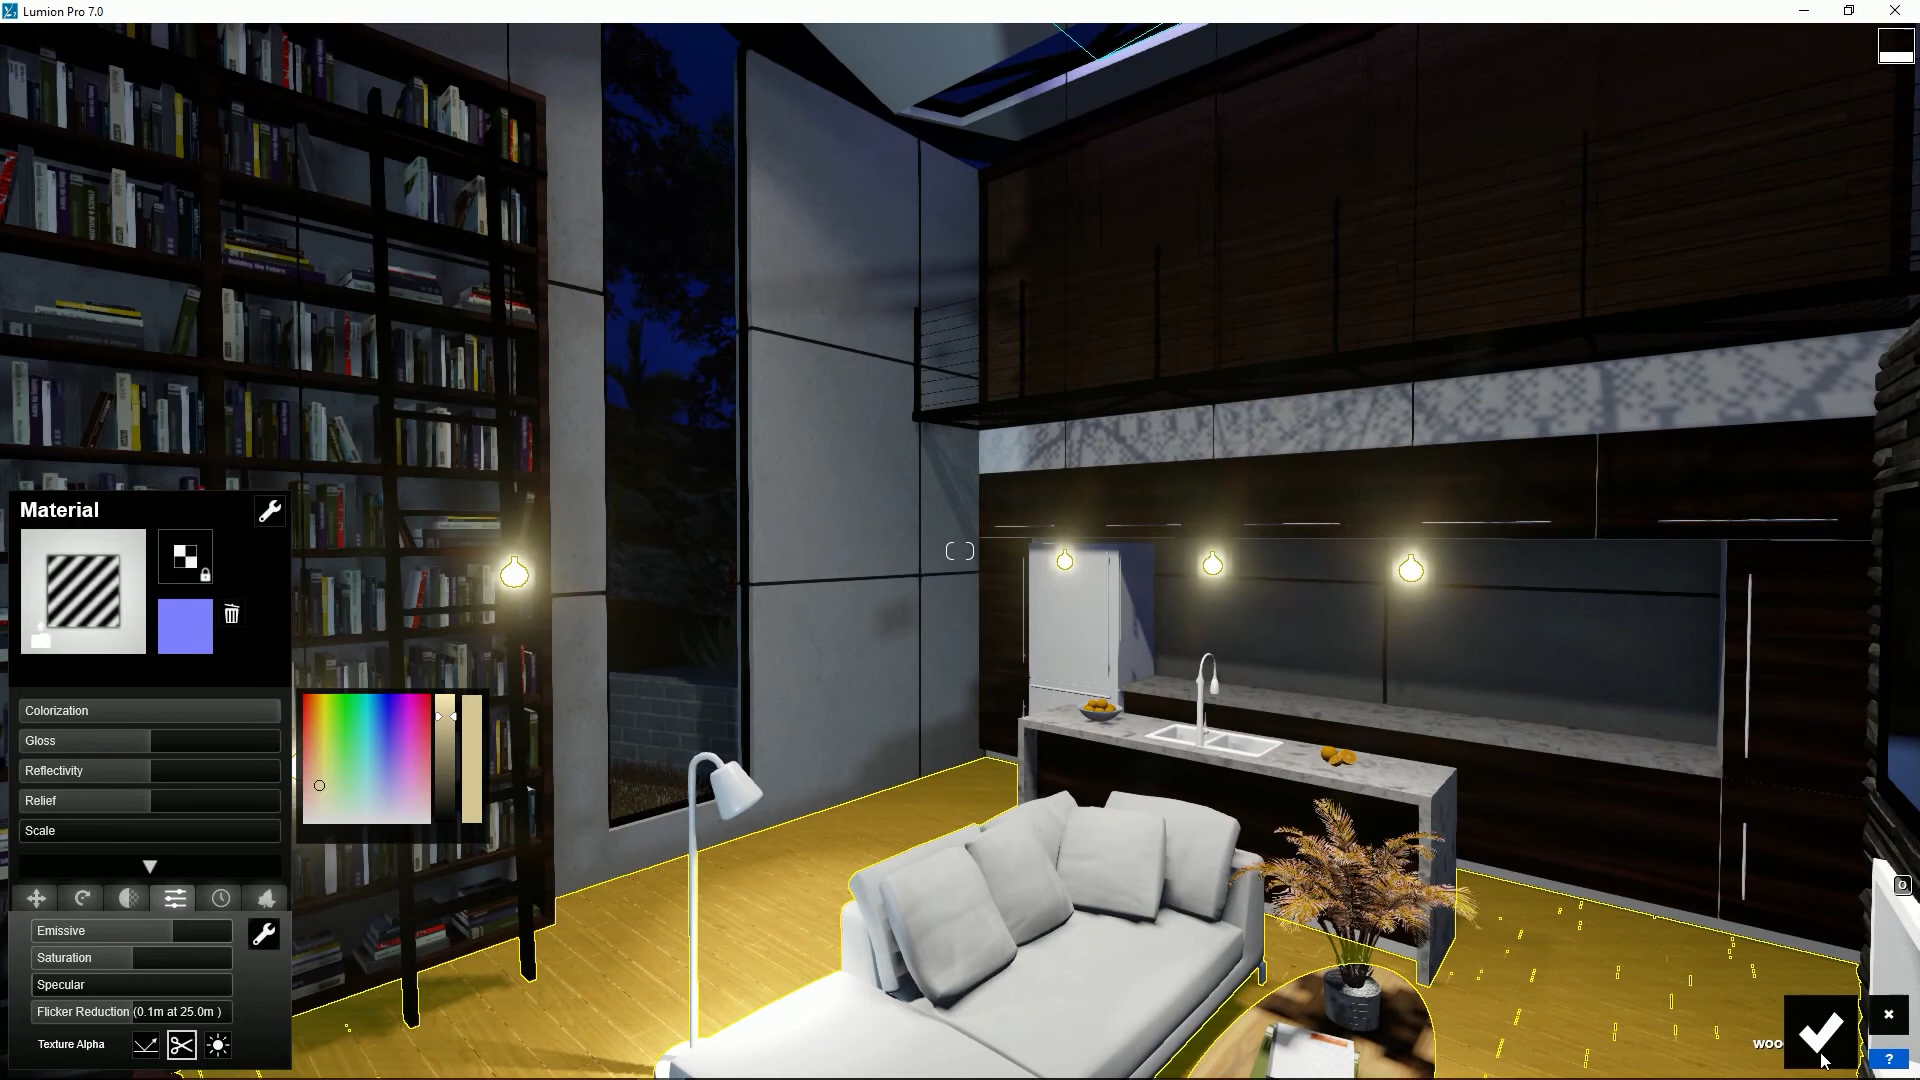 Lumion Pro 7.0
Material
Colorization
Gloss
Reflectivity
Relief
Scale
Emissive
Saturation
Specular
Flicker Reduction (0.1m at 25.0m )
Texture Alpha
O
?